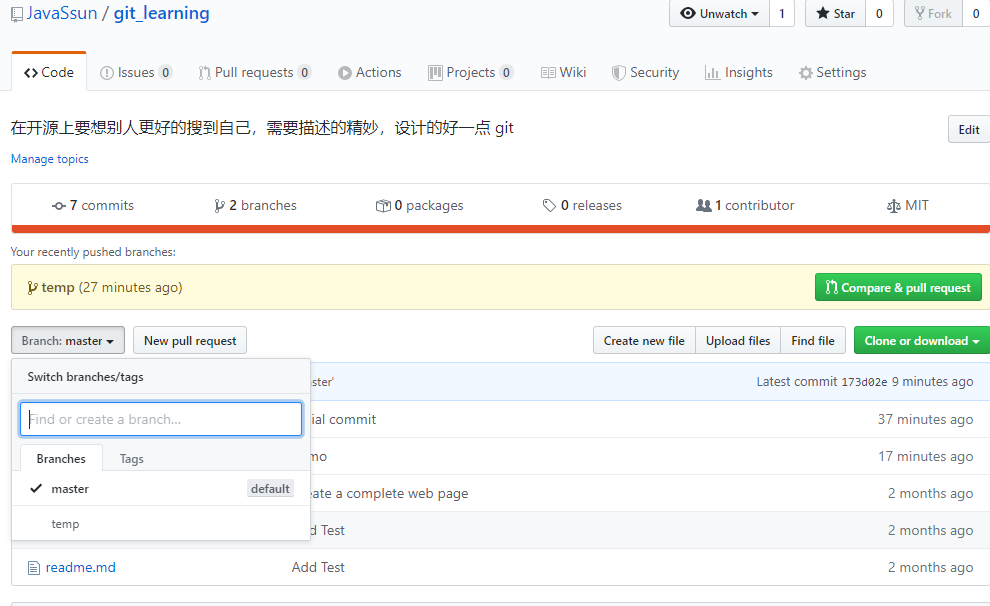 JavaSsun / git_learning
Unwatch 1 Star 0 Fork 0
Code Issues 0 Pull requests 0 Actions Projects 0 Wiki Security Insights Settings
在开源上要想别人更好的搜到自己，需要描述的精妙，设计的好一点 git
Edit
Manage topics
7 commits 2 branches 0 packages 0 releases 1 contributor MIT
Your recently pushed branches:
temp (27 minutes ago) Compare & pull request
Branch: master New pull request Create new file Upload files Find file Clone or download
Switch branches/tags
ster' Latest commit 173d02e 9 minutes ago
Find or create a branch...
ial commit 37 minutes ago
Branches Tags
mo 17 minutes ago
master default
ate a complete web page 2 months ago
temp
d Test 2 months ago
readme.md Add Test 2 months ago